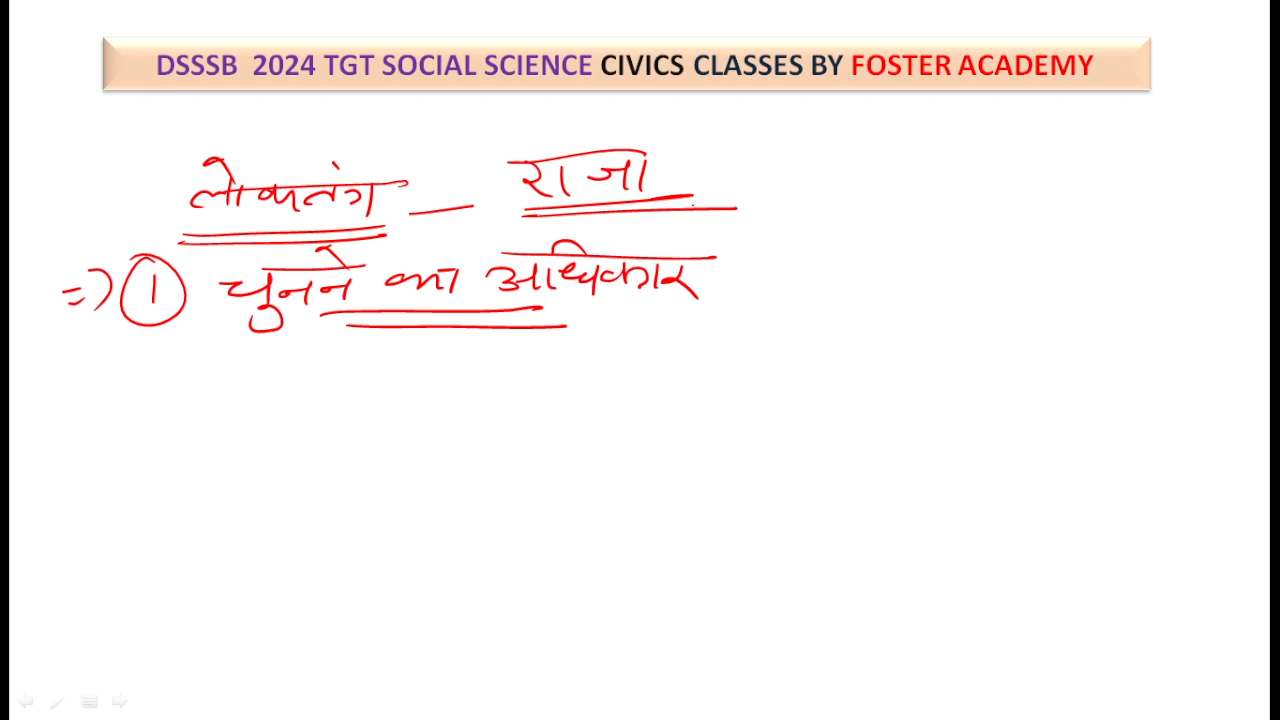 DSSSB 2024 TGT SOCIAL SCIENCE CIVICS CLASSES BY FOSTER ACADEMY
लोकतंत्र — राजा
=> ① चुनने का अधिकार